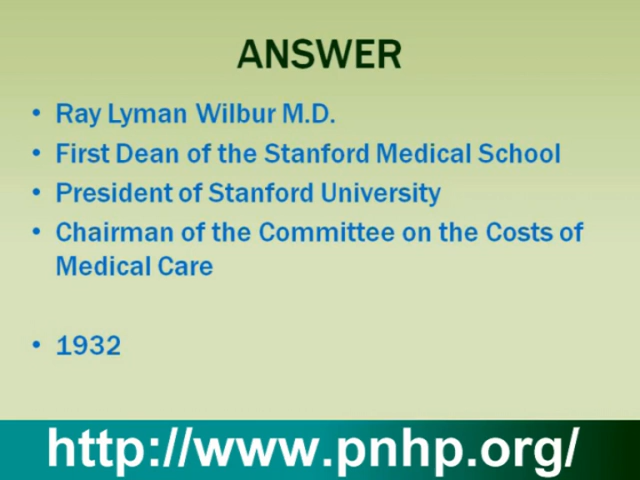 ANSWER
• Ray Lyman Wilbur M.D.
• First Dean of the Stanford Medical School
• President of Stanford University
• Chairman of the Committee on the Costs of
Medical Care
• 1932
http://www.pnhp.org/